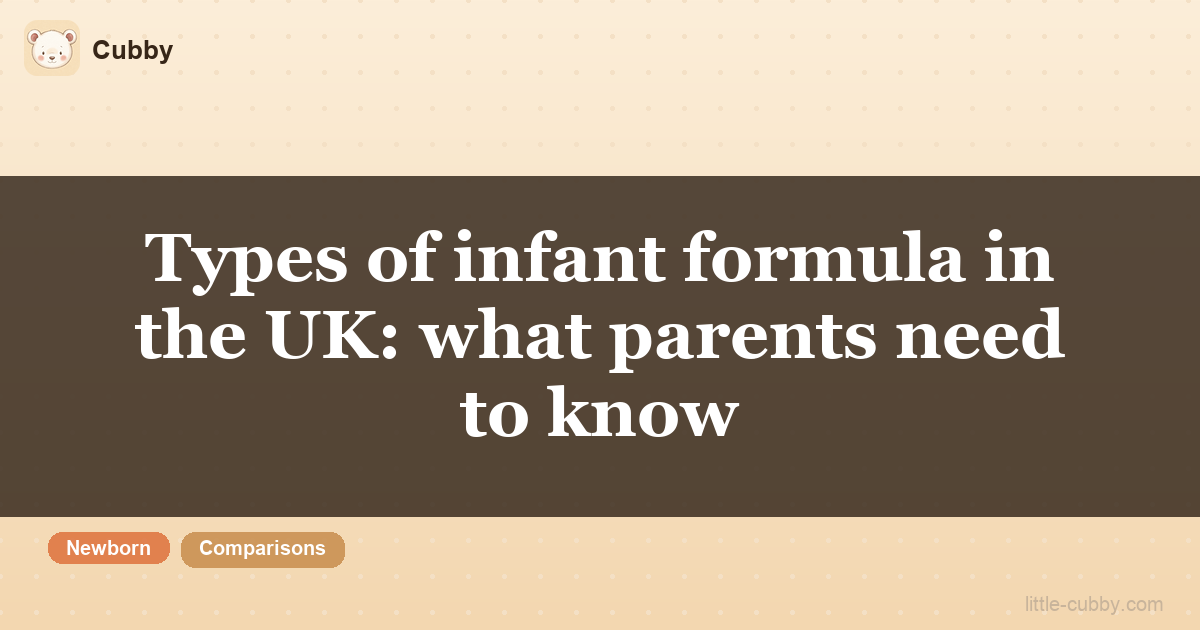 Cubby
Types of infant formula in
the UK: what parents need
to know
Newborn
Comparisons
little-cubby.com